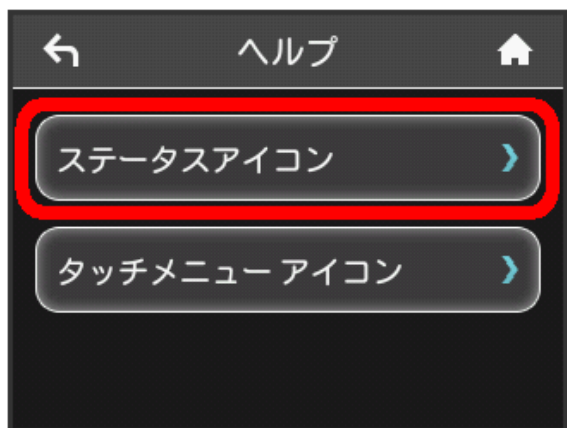 ヘルプ
ステータスアイコン
タッチメニュー アイコン